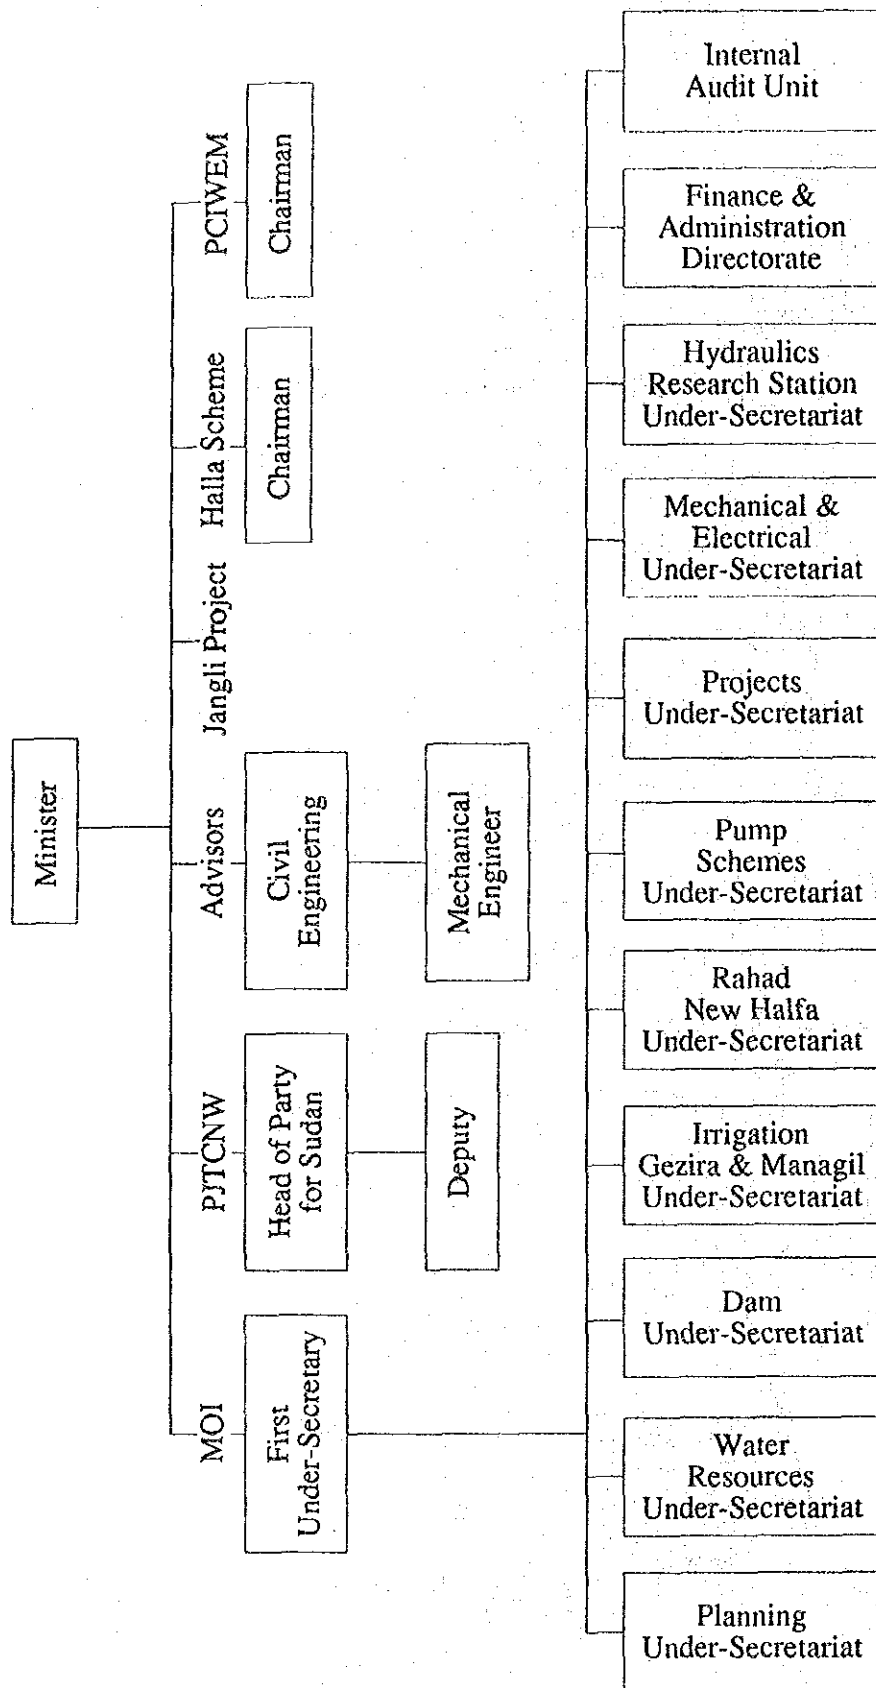 Minister
MOI
PJTCNW
Advisors
Jangli Project
Halla Scheme
PCIWEM
First
Under-Secretary
Head of Party
for Sudan
Civil
Engineering
Chairman
Chairman
Deputy
Mechanical
Engineer
Internal
Audit Unit
Finance &
Administration
Directorate
Hydraulics
Research Station
Under-Secretariat
Mechanical &
Electrical
Under-Secretariat
Projects
Under-Secretariat
Pump
Schemes
Under-Secretariat
Rahad
New Halfa
Under-Secretariat
Irrigation
Gezira & Managil
Under-Secretariat
Dam
Under-Secretariat
Water
Resources
Under-Secretariat
Planning
Under-Secretariat